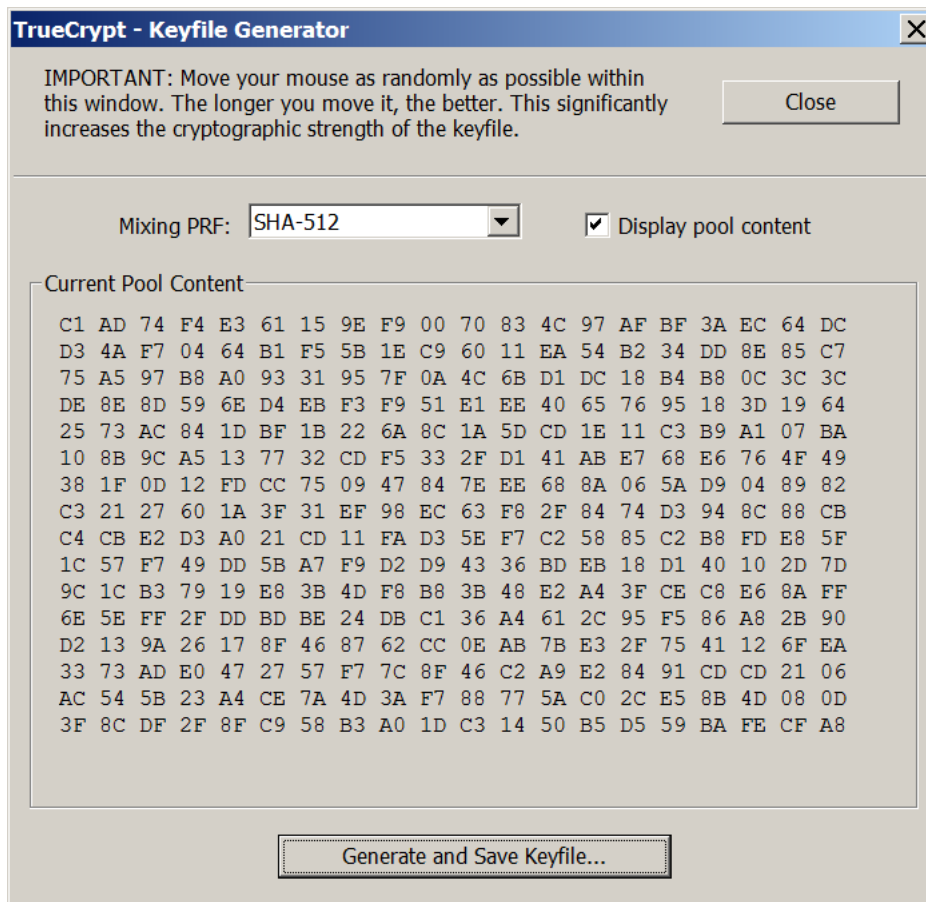 TrueCrypt - Keyfile Generator
IMPORTANT: Move your mouse as randomly as possible within
this window. The longer you move it, the better. This significantly
increases the cryptographic strength of the keyfile.
Close
Mixing PRF: SHA-512 Display pool content
Current Pool Content
C1 AD 74 F4 E3 61 15 9E F9 00 70 83 4C 97 AF BF 3A EC 64 DC
D3 4A F7 04 64 B1 F5 5B 1E C9 60 11 EA 54 B2 34 DD 8E 85 C7
75 A5 97 B8 A0 93 31 95 7F 0A 4C 6B D1 DC 18 B4 B8 0C 3C 3C
DE 8E 8D 59 6E D4 EB F3 F9 51 E1 EE 40 65 76 95 18 3D 19 64
25 73 AC 84 1D BF 1B 22 6A 8C 1A 5D CD 1E 11 C3 B9 A1 07 BA
10 8B 9C A5 13 77 32 CD F5 33 2F D1 41 AB E7 68 E6 76 4F 49
38 1F 0D 12 FD CC 75 09 47 84 7E EE 68 8A 06 5A D9 04 89 82
C3 21 27 60 1A 3F 31 EF 98 EC 63 F8 2F 84 74 D3 94 8C 88 CB
C4 CB E2 D3 A0 21 CD 11 FA D3 5E F7 C2 58 85 C2 B8 FD E8 5F
1C 57 F7 49 DD 5B A7 F9 D2 D9 43 36 BD EB 18 D1 40 10 2D 7D
9C 1C B3 79 19 E8 3B 4D F8 B8 3B 48 E2 A4 3F CE C8 E6 8A FF
6E 5E FF 2F DD BD BE 24 DB C1 36 A4 61 2C 95 F5 86 A8 2B 90
D2 13 9A 26 17 8F 46 87 62 CC 0E AB 7B E3 2F 75 41 12 6F EA
33 73 AD E0 47 27 57 F7 7C 8F 46 C2 A9 E2 84 91 CD CD 21 06
AC 54 5B 23 A4 CE 7A 4D 3A F7 88 77 5A C0 2C E5 8B 4D 08 0D
3F 8C DF 2F 8F C9 58 B3 A0 1D C3 14 50 B5 D5 59 BA FE CF A8
Generate and Save Keyfile...